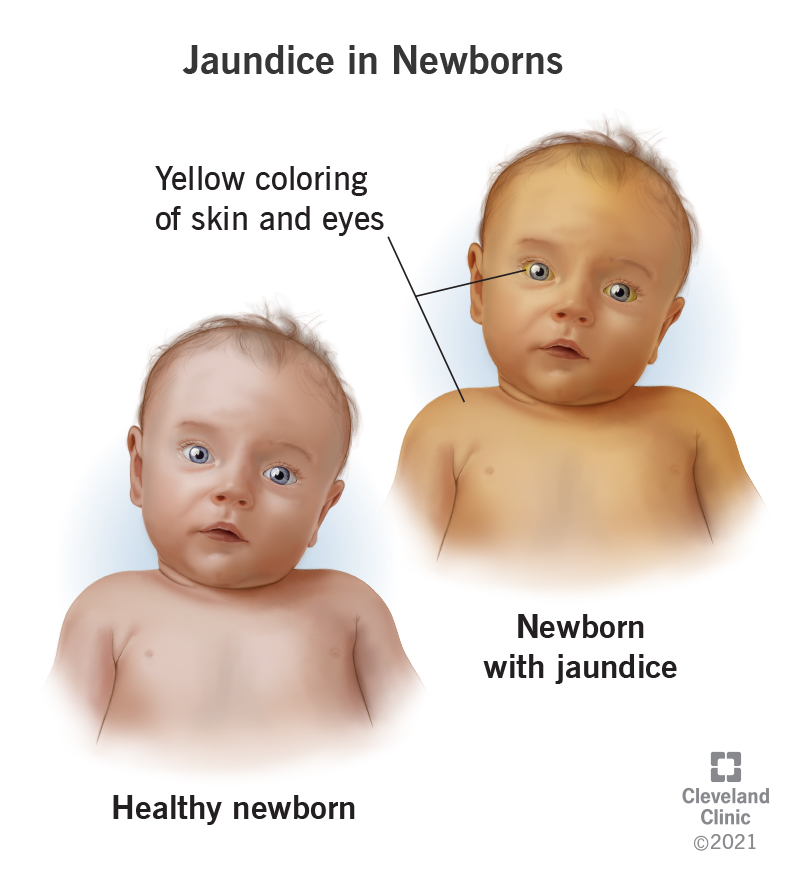 Jaundice in Newborns
Yellow coloring
of skin and eyes
Newborn
with jaundice
Healthy newborn
Cleveland
Clinic
©2021